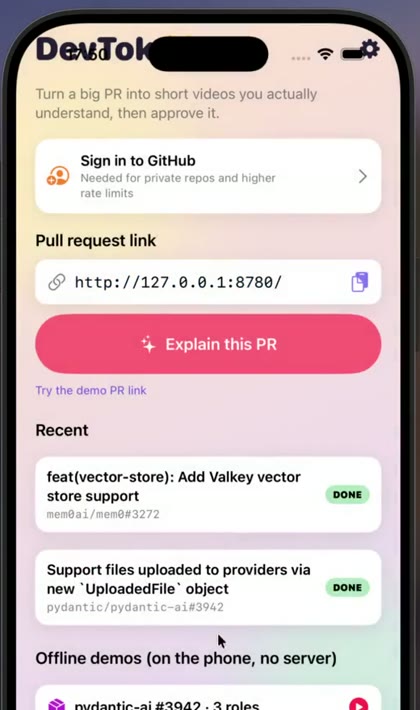 DevTok
Turn a big PR into short videos you actually
understand, then approve it.
Sign in to GitHub
Needed for private repos and higher
rate limits
Pull request link
http://127.0.0.1:8780/
Explain this PR
Try the demo PR link
Recent
feat(vector-store): Add Valkey vector
store support
DONE
mem0ai/mem0#3272
Support files uploaded to providers via
new `UploadedFile` object
DONE
pydantic/pydantic-ai#3942
Offline demos (on the phone, no server)
pydantic-ai #3942 · 3 roles